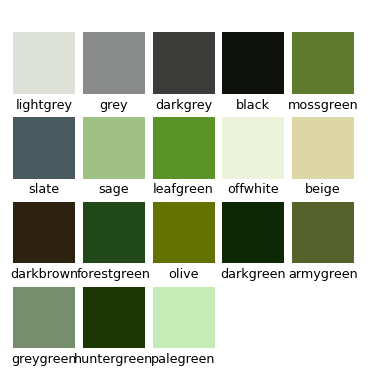 lightgrey grey darkgrey black mossgreen
slate sage leafgreen offwhite beige
darkbrown forestgreen olive darkgreen armygreen
greygreen huntergreen palegreen